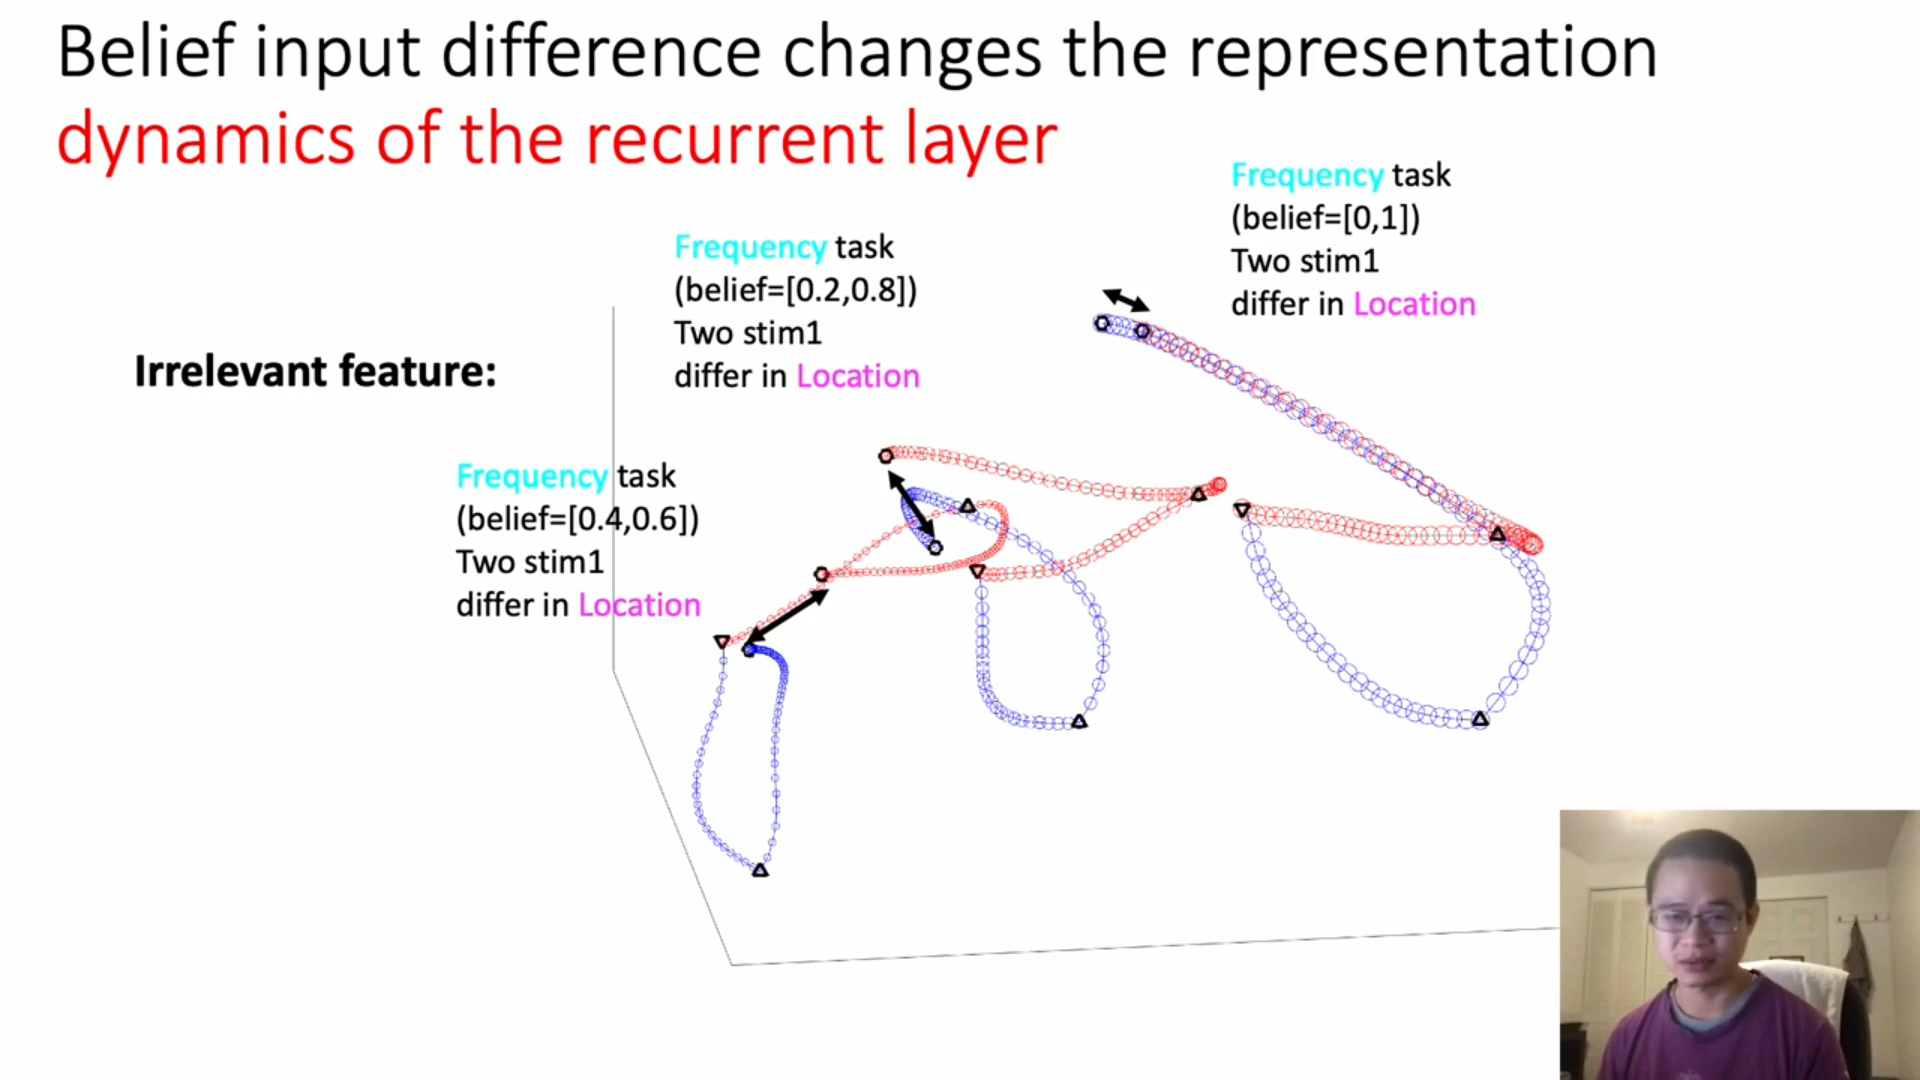 Belief input difference changes the representation
dynamics of the recurrent layer
Frequency task
(belief=[0,1])
Two stim1
differ in Location
Frequency task
(belief=[0.2,0.8])
Two stim1
differ in Location
Irrelevant feature:
Frequency task
(belief=[0.4,0.6])
Two stim1
differ in Location